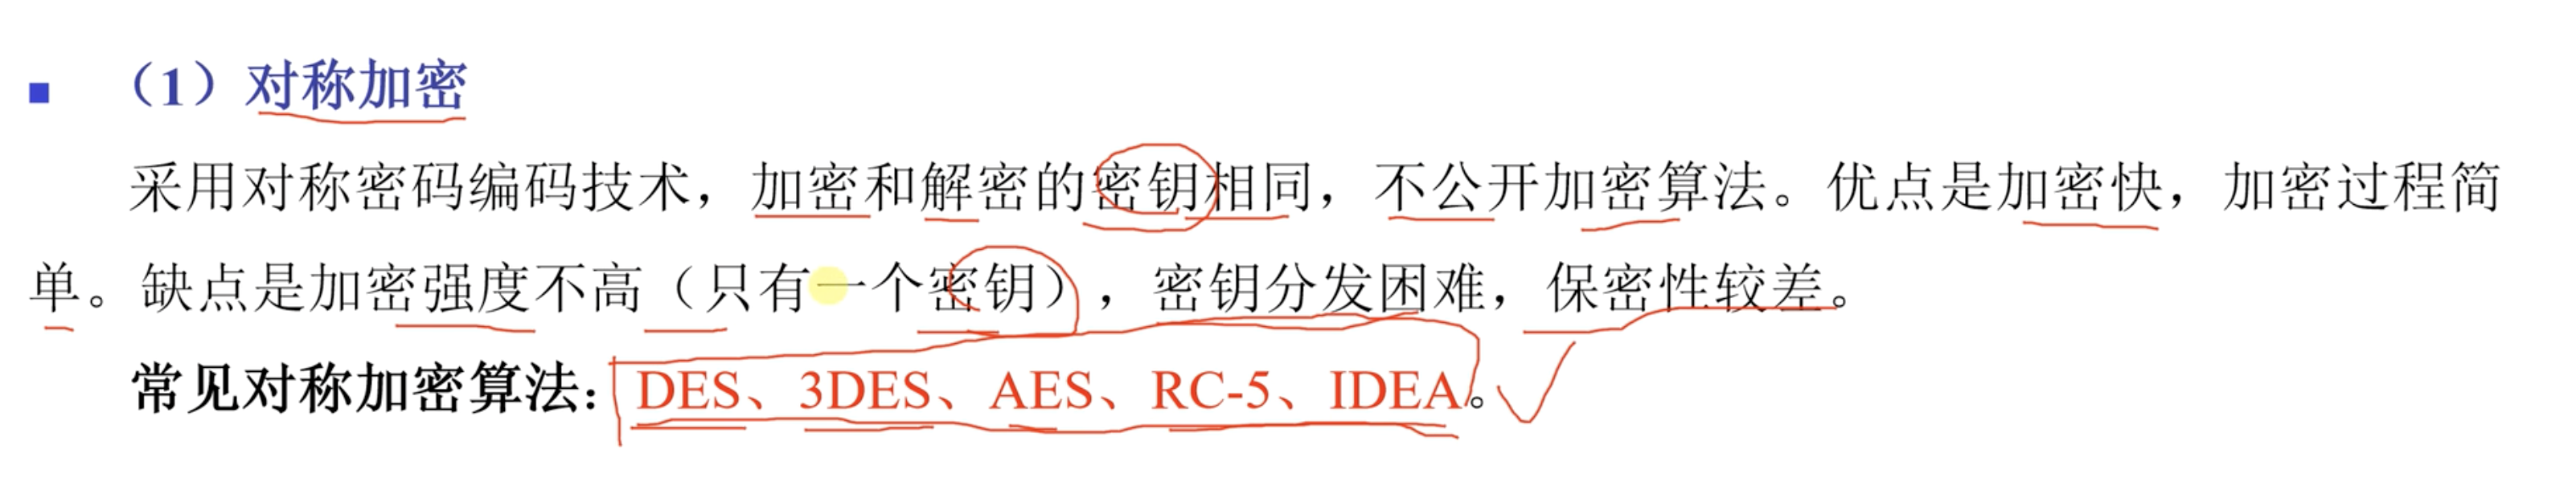 （1）对称加密
采用对称密码编码技术，加密和解密的密钥相同，不公开加密算法。优点是加密快，加密过程简
单。缺点是加密强度不高（只有一个密钥），密钥分发困难，保密性较差。
常见对称加密算法：DES、3DES、AES、RC-5、IDEA。